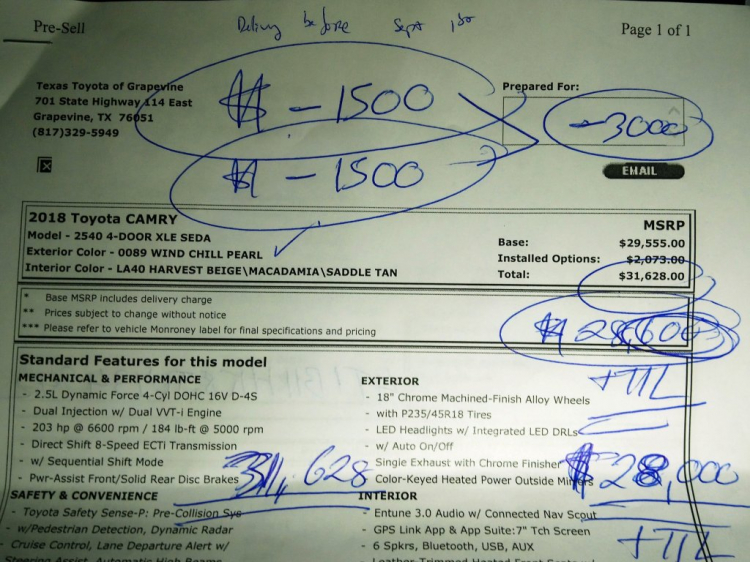 Pre-Sell
Delivery before Sept 1st
Page 1 of 1
Texas Toyota of Grapevine
701 State Highway 114 East
Grapevine, TX 76051
(817)329-5949
$ -1500
$ -1500
Prepared For:
-3000
EMAIL
2018 Toyota CAMRY
Model - 2540 4-DOOR XLE SEDA
Exterior Color - 0089 WIND CHILL PEARL
Interior Color - LA40 HARVEST BEIGE\MACADAMIA\SADDLE TAN
MSRP
Base: $29,555.00
Installed Options: $2,073.00
Total: $31,628.00
* Base MSRP includes delivery charge
** Prices subject to change without notice
*** Please refer to vehicle Monroney label for final specifications and pricing
+TTL
Standard Features for this model
MECHANICAL & PERFORMANCE
- 2.5L Dynamic Force 4-Cyl DOHC 16V D-4S
- Dual Injection w/ Dual VVT-i Engine
- 203 hp @ 6600 rpm / 184 lb-ft @ 5000 rpm
- Direct Shift 8-Speed ECTi Transmission
- w/ Sequential Shift Mode
- Pwr-Assist Front/Solid Rear Disc Brakes
31,628
SAFETY & CONVENIENCE
- Toyota Safety Sense-P: Pre-Collision Sys
- w/Pedestrian Detection, Dynamic Radar
- Cruise Control, Lane Departure Alert w/
Steering Assist, Automatic High Beams
EXTERIOR
- 18" Chrome Machined-Finish Alloy Wheels
- with P235/45R18 Tires
- LED Headlights w/ Integrated LED DRLs
- w/ Auto On/Off
Single Exhaust with Chrome Finisher
Color-Keyed Heated Power Outside Mirrors
$28,000
INTERIOR
- Entune 3.0 Audio w/ Connected Nav Scout
- GPS Link App & App Suite:7" Tch Screen
- 6 Spkrs, Bluetooth, USB, AUX
- Leather-Trimmed Heated Front Seats
+TTL